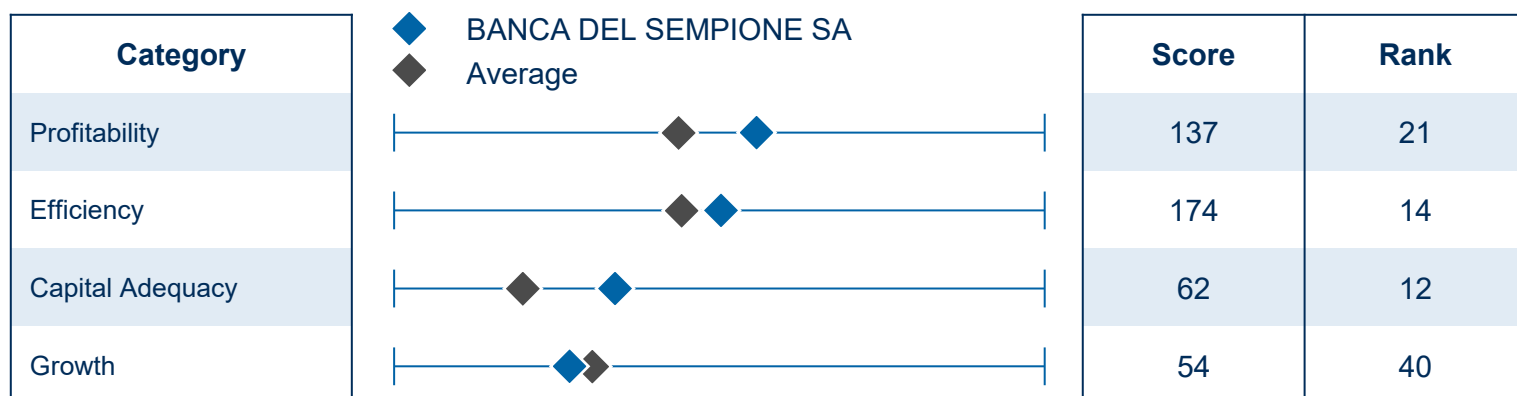 Category
BANCA DEL SEMPIONE SA
Average
Score Rank
Profitability 137 21
Efficiency 174 14
Capital Adequacy 62 12
Growth 54 40